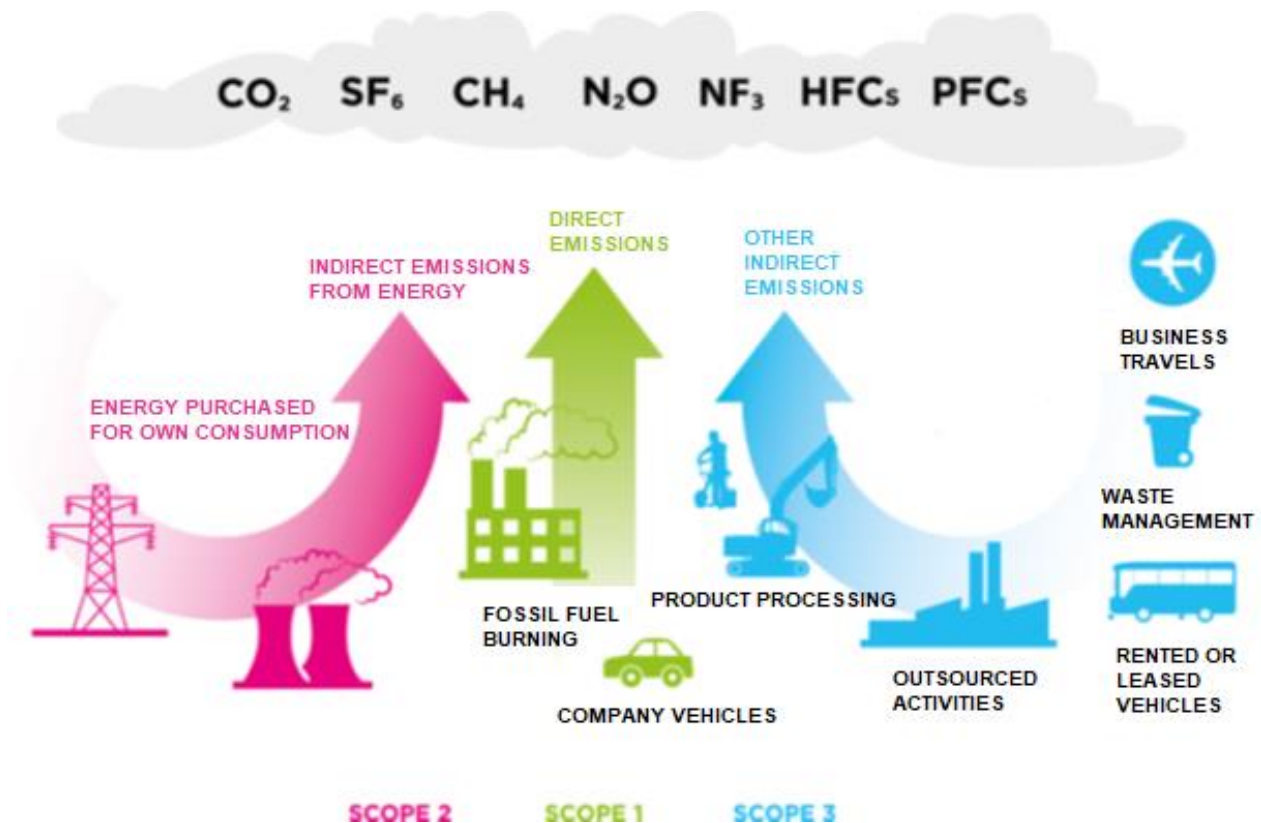 CO₂ SF₆ CH₄ N₂O NF₃ HFCs PFCs
DIRECT
EMISSIONS
INDIRECT EMISSIONS
FROM ENERGY
OTHER
INDIRECT
EMISSIONS
BUSINESS
TRAVELS
ENERGY PURCHASED
FOR OWN CONSUMPTION
WASTE
MANAGEMENT
FOSSIL FUEL
BURNING
PRODUCT PROCESSING
COMPANY VEHICLES
OUTSOURCED
ACTIVITIES
RENTED OR
LEASED
VEHICLES
SCOPE 2 SCOPE 1 SCOPE 3